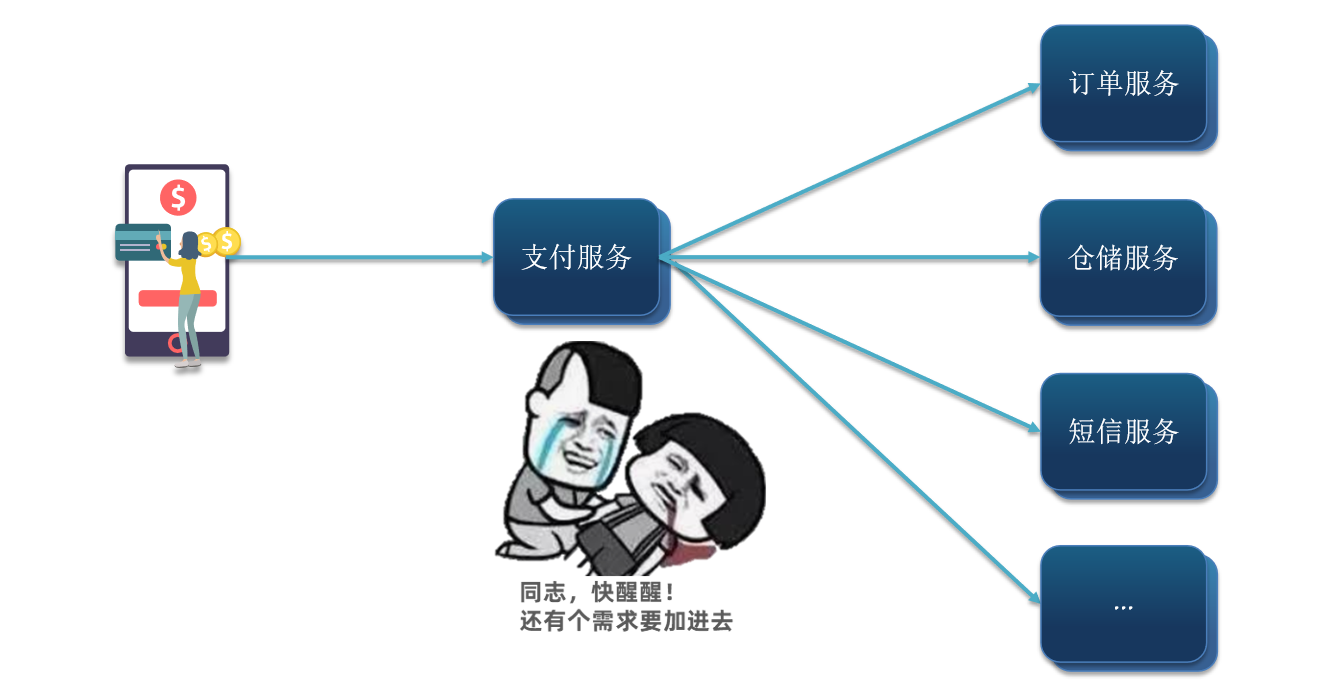 订单服务
支付服务
仓储服务
短信服务
...
同志，快醒醒！
还有个需求要加进去
$
$
$